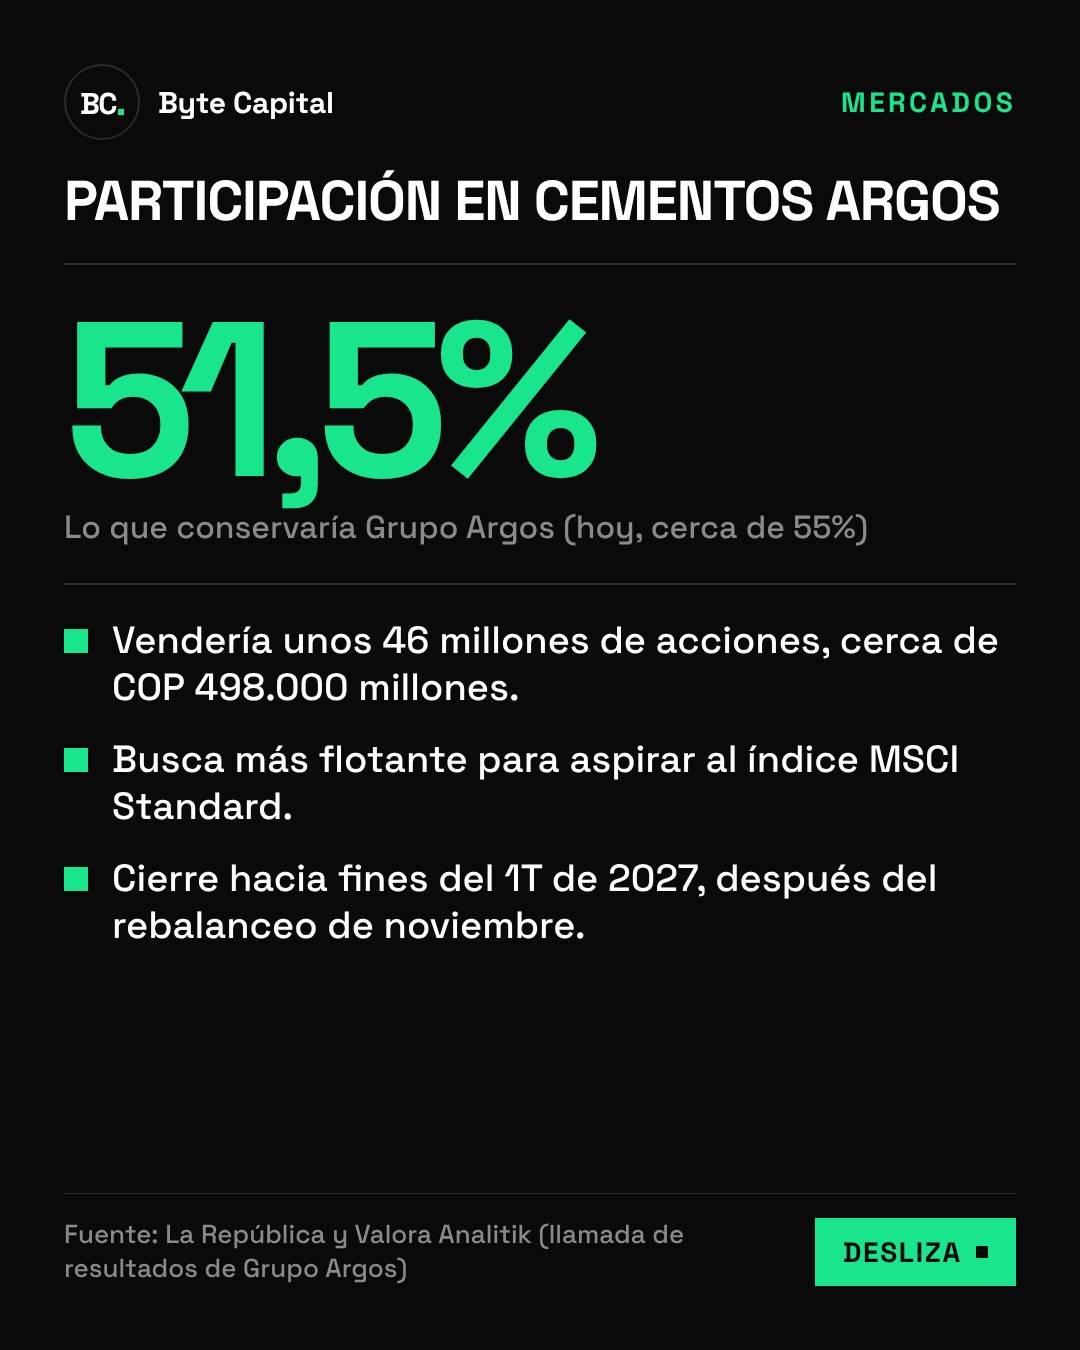 BC.
Byte Capital
MERCADOS
PARTICIPACIÓN EN CEMENTOS ARGOS
51,5%
Lo que conservaría Grupo Argos (hoy, cerca de 55%)
Vendería unos 46 millones de acciones, cerca de
COP 498.000 millones.
Busca más flotante para aspirar al índice MSCI
Standard.
Cierre hacia fines del 1T de 2027, después del
rebalanceo de noviembre.
Fuente: La República y Valora Analitik (llamada de
resultados de Grupo Argos)
DESLIZA